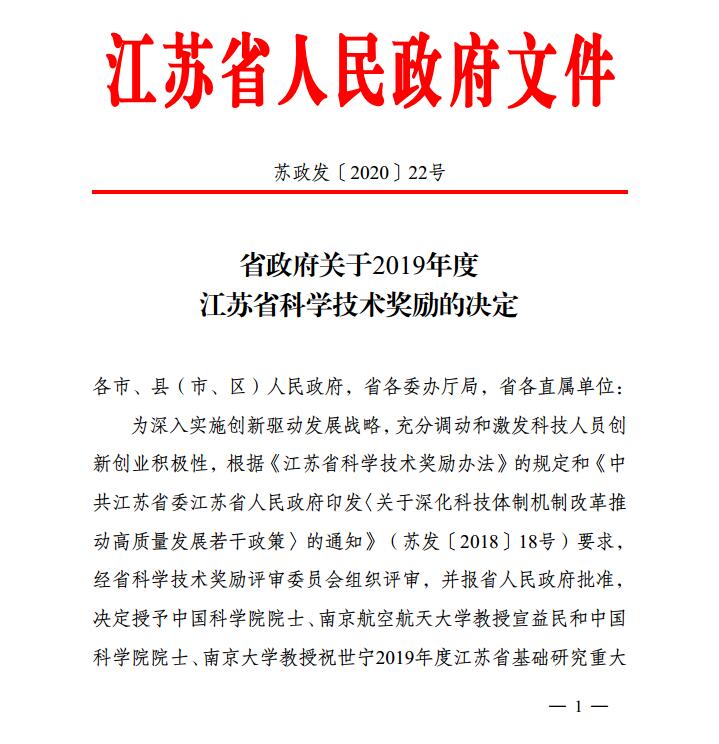 江苏省人民政府文件
苏政发〔2020〕22号
省政府关于2019年度
江苏省科学技术奖励的决定
各市、县（市、区）人民政府，省各委办厅局，省各直属单位：
为深入实施创新驱动发展战略，充分调动和激发科技人员创
新创业积极性，根据《江苏省科学技术奖励办法》的规定和《中
共江苏省委江苏省人民政府印发〈关于深化科技体制机制改革推
动高质量发展若干政策〉的通知》（苏发〔2018〕18号）要求，
经省科学技术奖励评审委员会组织评审，并报省人民政府批准，
决定授予中国科学院院士、南京航空航天大学教授宣益民和中国
科学院院士、南京大学教授祝世宁2019年度江苏省基础研究重大
— 1 —